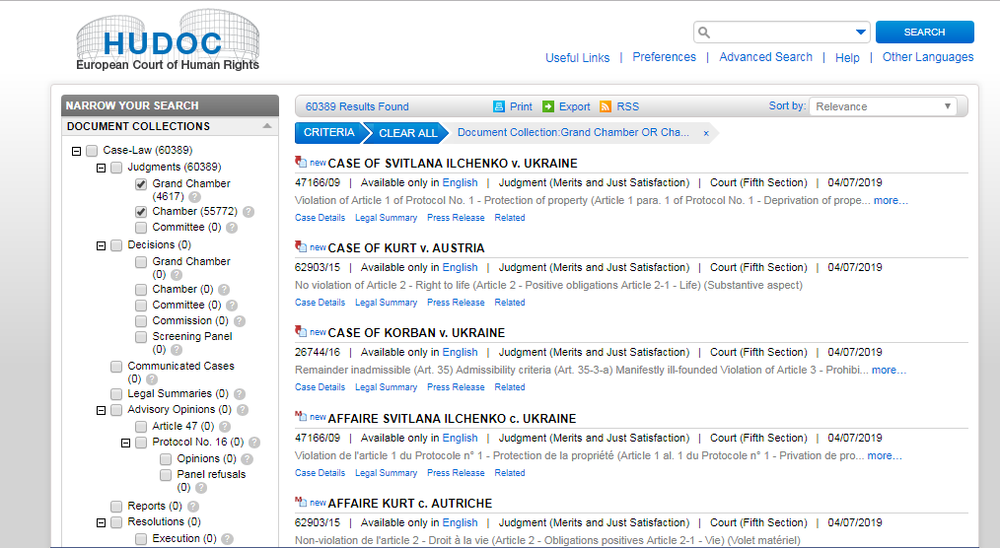 HUDOC
European Court of Human Rights
SEARCH
Useful Links | Preferences | Advanced Search | Help | Other Languages
NARROW YOUR SEARCH
DOCUMENT COLLECTIONS
Case-Law (60389)
Judgments (60389)
Grand Chamber
(4617) ?
Chamber (55772) ?
Committee (0) ?
Decisions (0)
Grand Chamber
(0) ?
Chamber (0) ?
Committee (0) ?
Commission (0) ?
Screening Panel
(0) ?
Communicated Cases
(0) ?
Legal Summaries (0) ?
Advisory Opinions (0) ?
Article 47 (0) ?
Protocol No. 16 (0) ?
Opinions (0) ?
Panel refusals
(0) ?
Reports (0) ?
Resolutions (0)
Execution (0) ?
60389 Results Found Print Export RSS Sort by: Relevance
CRITERIA CLEAR ALL Document Collection:Grand Chamber OR Cha... ×
new CASE OF SVITLANA ILCHENKO v. UKRAINE
47166/09 | Available only in English | Judgment (Merits and Just Satisfaction) | Court (Fifth Section) | 04/07/2019
Violation of Article 1 of Protocol No. 1 - Protection of property (Article 1 para. 1 of Protocol No. 1 - Deprivation of prope... more…
Case Details Legal Summary Press Release Related
new CASE OF KURT v. AUSTRIA
62903/15 | Available only in English | Judgment (Merits and Just Satisfaction) | Court (Fifth Section) | 04/07/2019
No violation of Article 2 - Right to life (Article 2 - Positive obligations Article 2-1 - Life) (Substantive aspect)
Case Details Legal Summary Press Release Related
new CASE OF KORBAN v. UKRAINE
26744/16 | Available only in English | Judgment (Merits and Just Satisfaction) | Court (Fifth Section) | 04/07/2019
Remainder inadmissible (Art. 35) Admissibility criteria (Art. 35-3-a) Manifestly ill-founded Violation of Article 3 - Prohibi... more…
Case Details Legal Summary Press Release Related
new AFFAIRE SVITLANA ILCHENKO c. UKRAINE
47166/09 | Available only in English | Judgment (Merits and Just Satisfaction) | Court (Fifth Section) | 04/07/2019
Violation de l'article 1 du Protocole n° 1 - Protection de la propriété (Article 1 al. 1 du Protocole n° 1 - Privation de pro... more…
Case Details Legal Summary Press Release Related
new AFFAIRE KURT c. AUTRICHE
62903/15 | Available only in English | Judgment (Merits and Just Satisfaction) | Court (Fifth Section) | 04/07/2019
Non-violation de l'article 2 - Droit à la vie (Article 2 - Obligations positives Article 2-1 - Vie) (Volet matériel)